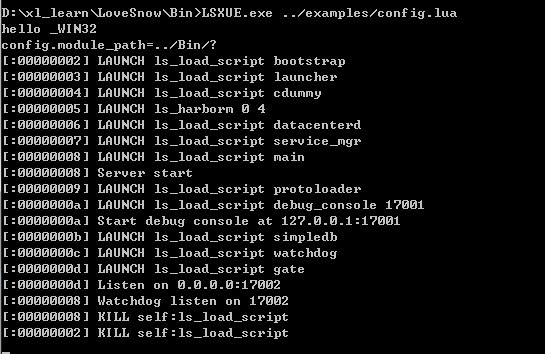 D:\xl_learn\LoveSnow\Bin>LSXUE.exe ../examples/config.lua
hello _WIN32
config.module_path=../Bin/?
[:00000002] LAUNCH ls_load_script bootstrap
[:00000003] LAUNCH ls_load_script launcher
[:00000004] LAUNCH ls_load_script cdummy
[:00000005] LAUNCH ls_harborm 0 4
[:00000006] LAUNCH ls_load_script datacenterd
[:00000007] LAUNCH ls_load_script service_mgr
[:00000008] LAUNCH ls_load_script main
[:00000008] Server start
[:00000009] LAUNCH ls_load_script protoloader
[:0000000a] LAUNCH ls_load_script debug_console 17001
[:0000000a] Start debug console at 127.0.0.1:17001
[:0000000b] LAUNCH ls_load_script simpledb
[:0000000c] LAUNCH ls_load_script watchdog
[:0000000d] LAUNCH ls_load_script gate
[:0000000d] Listen on 0.0.0.0:17002
[:00000008] Watchdog listen on 17002
[:00000008] KILL self:ls_load_script
[:00000002] KILL self:ls_load_script